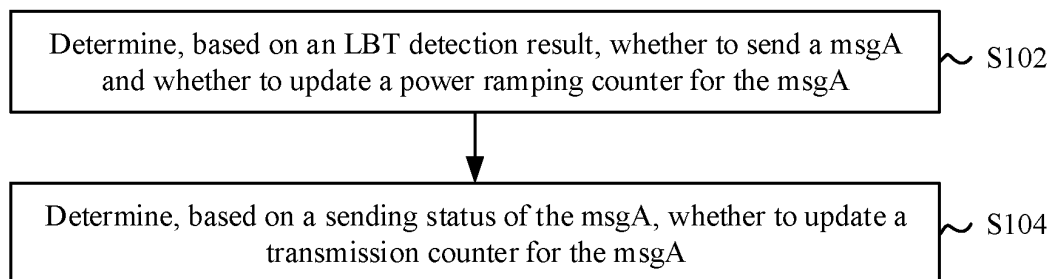 Determine, based on an LBT detection result, whether to send a msgA
and whether to update a power ramping counter for the msgA
S102
Determine, based on a sending status of the msgA, whether to update a
transmission counter for the msgA
S104